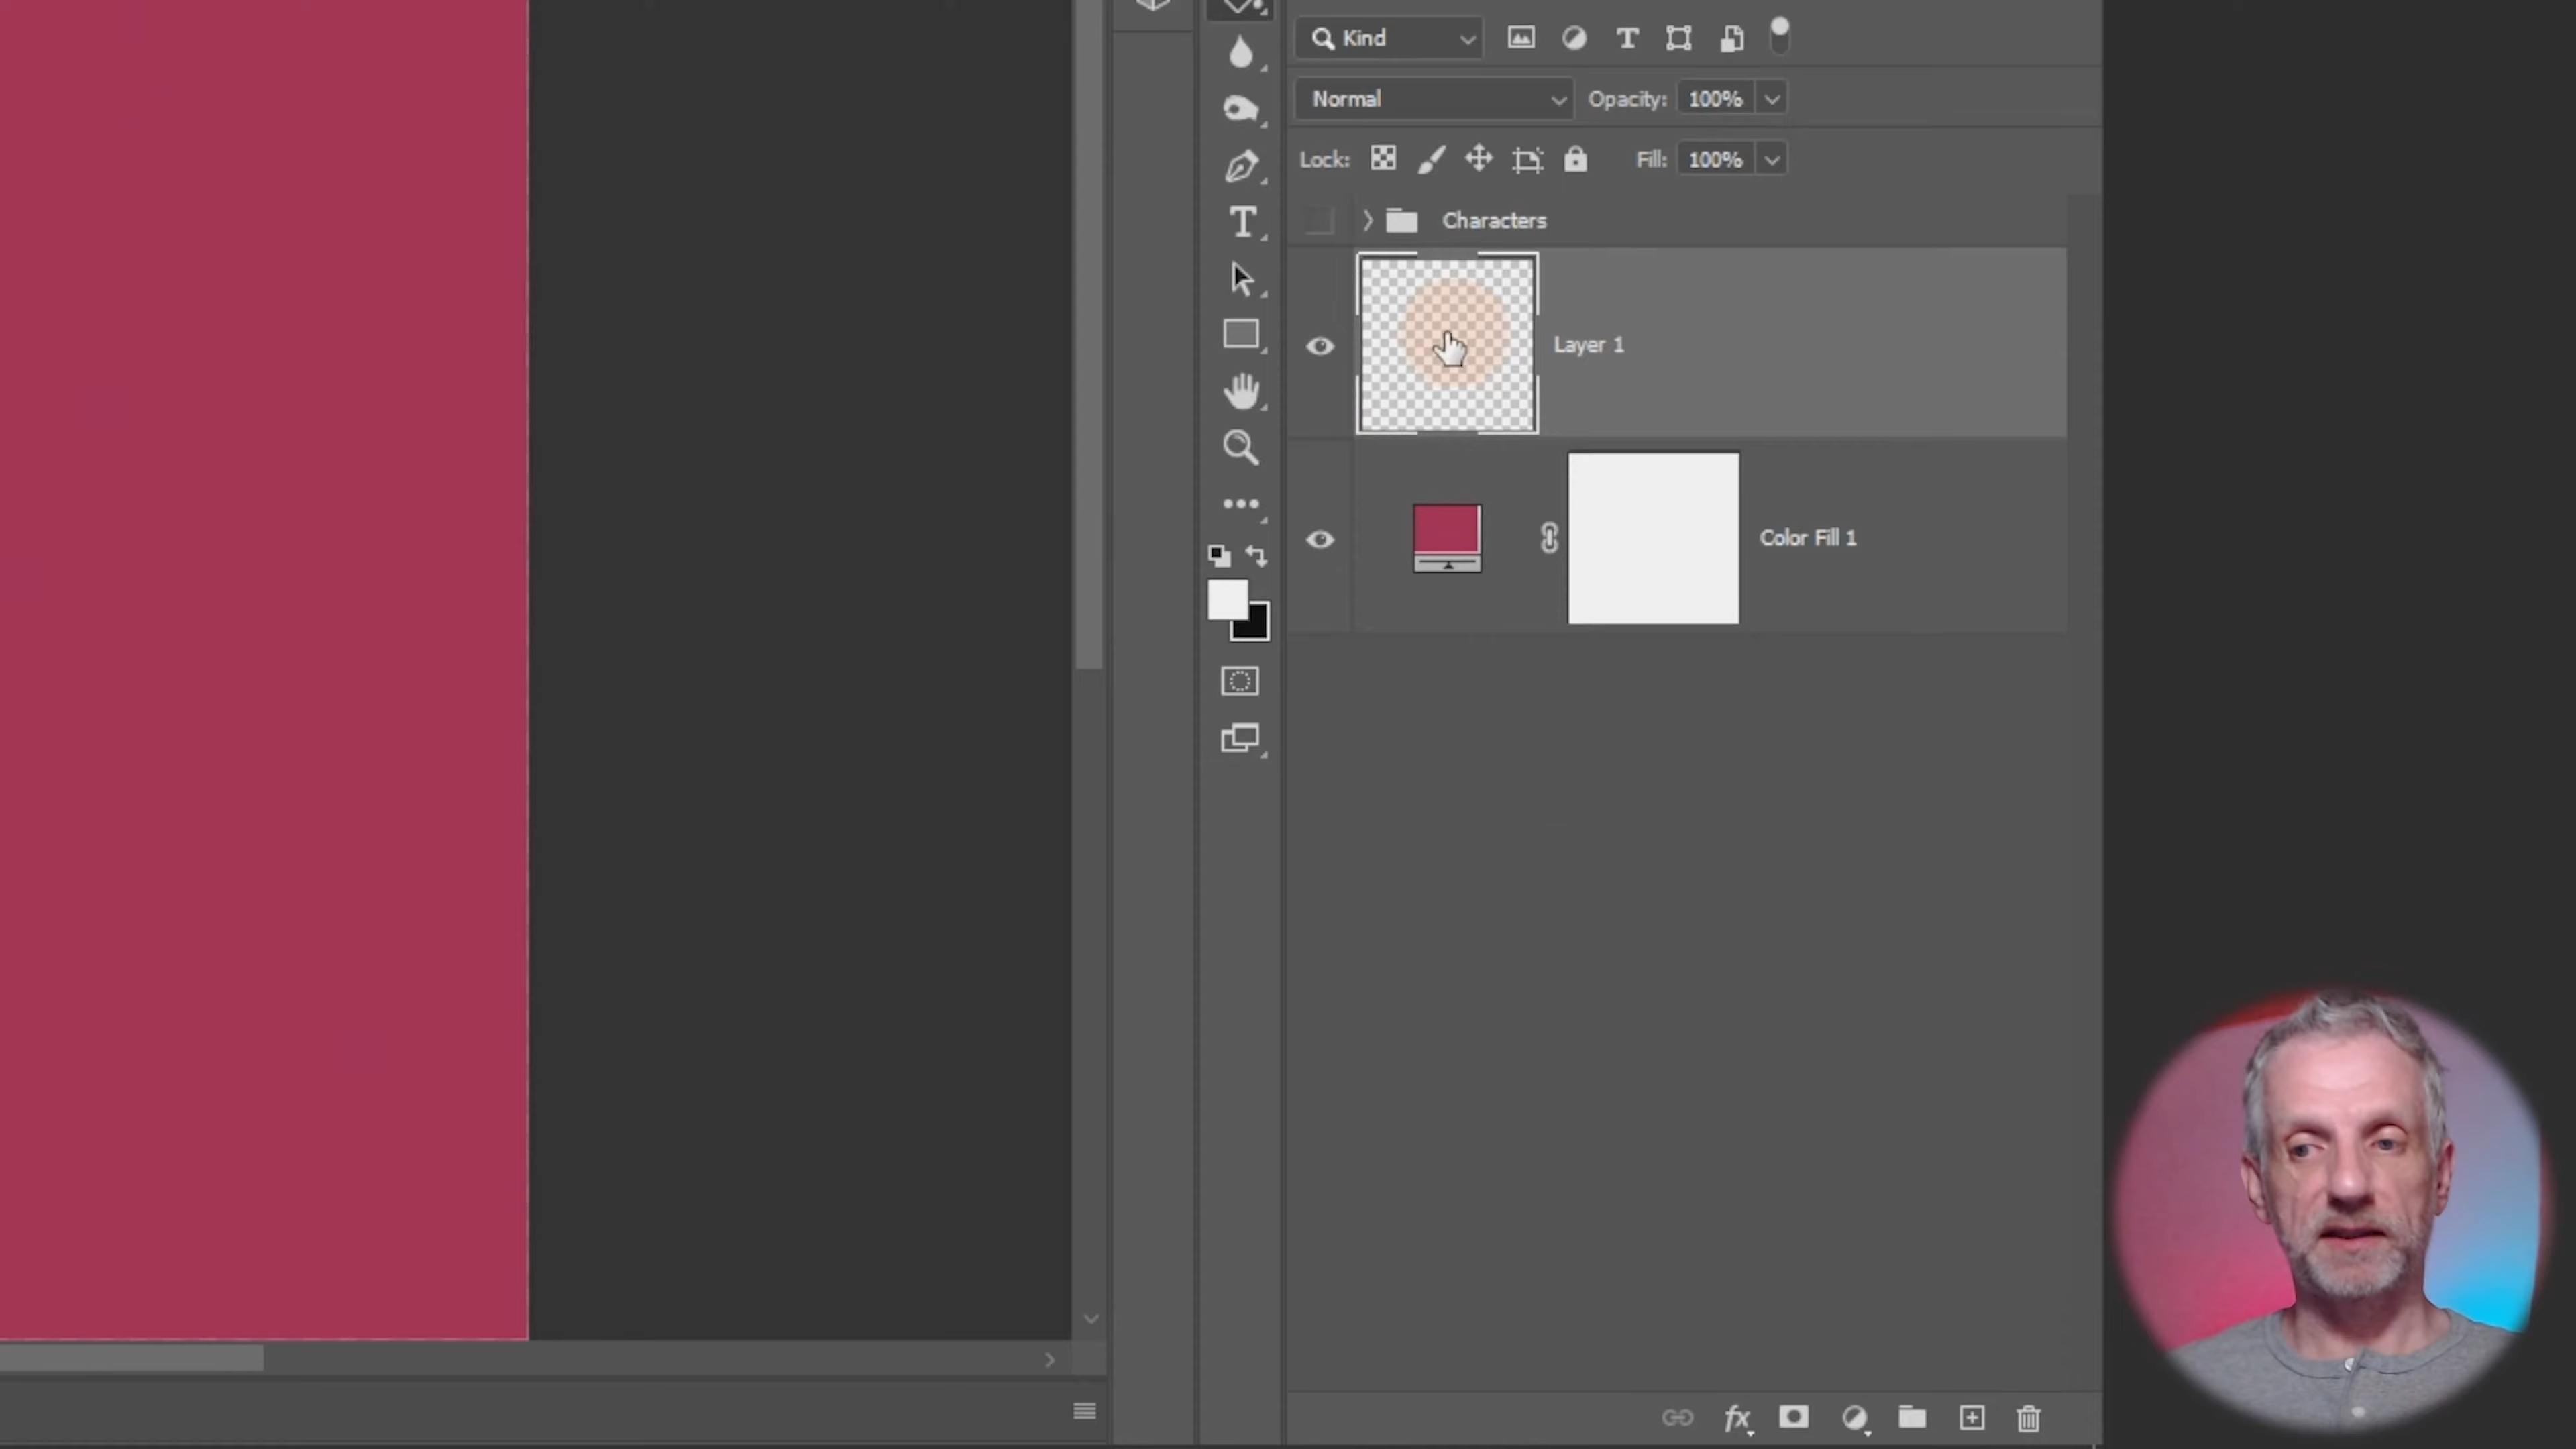 Kind
Normal Opacity: 100%
Lock: Fill: 100%
Characters
Layer 1
Color Fill 1